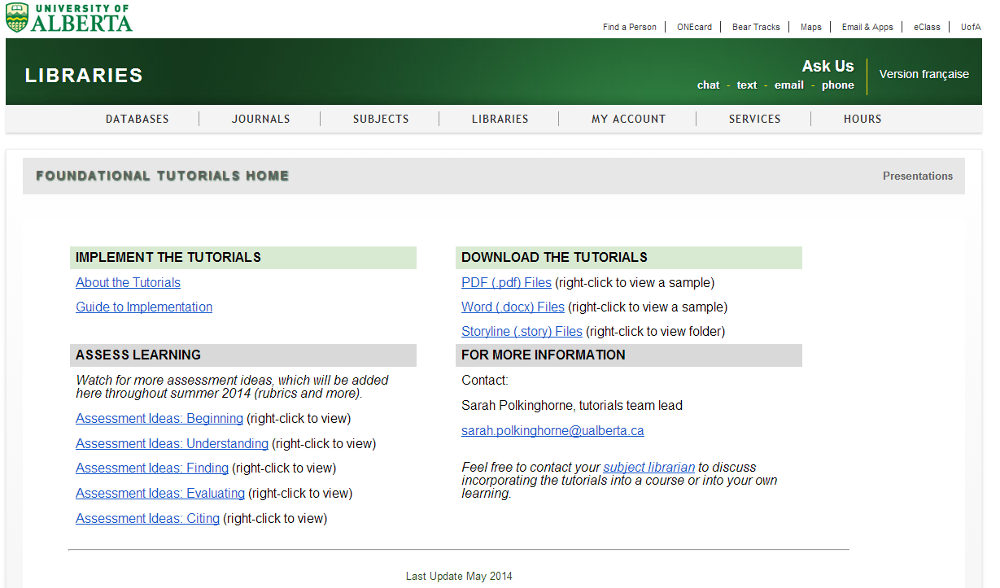 UNIVERSITY OF
ALBERTA
Find a Person | ONEcard | Bear Tracks | Maps | Email & Apps | eClass | UofA
LIBRARIES
Ask Us
chat - text - email - phone
Version française
DATABASES | JOURNALS | SUBJECTS | LIBRARIES | MY ACCOUNT | SERVICES | HOURS
FOUNDATIONAL TUTORIALS HOME
Presentations
IMPLEMENT THE TUTORIALS
About the Tutorials
Guide to Implementation
DOWNLOAD THE TUTORIALS
PDF (.pdf) Files (right-click to view a sample)
Word (.docx) Files (right-click to view a sample)
Storyline (.story) Files (right-click to view folder)
ASSESS LEARNING
Watch for more assessment ideas, which will be added
here throughout summer 2014 (rubrics and more).
Assessment Ideas: Beginning (right-click to view)
Assessment Ideas: Understanding (right-click to view)
Assessment Ideas: Finding (right-click to view)
Assessment Ideas: Evaluating (right-click to view)
Assessment Ideas: Citing (right-click to view)
FOR MORE INFORMATION
Contact:
Sarah Polkinghorne, tutorials team lead
sarah.polkinghorne@ualberta.ca
Feel free to contact your subject librarian to discuss
incorporating the tutorials into a course or into your own
learning.
Last Update May 2014